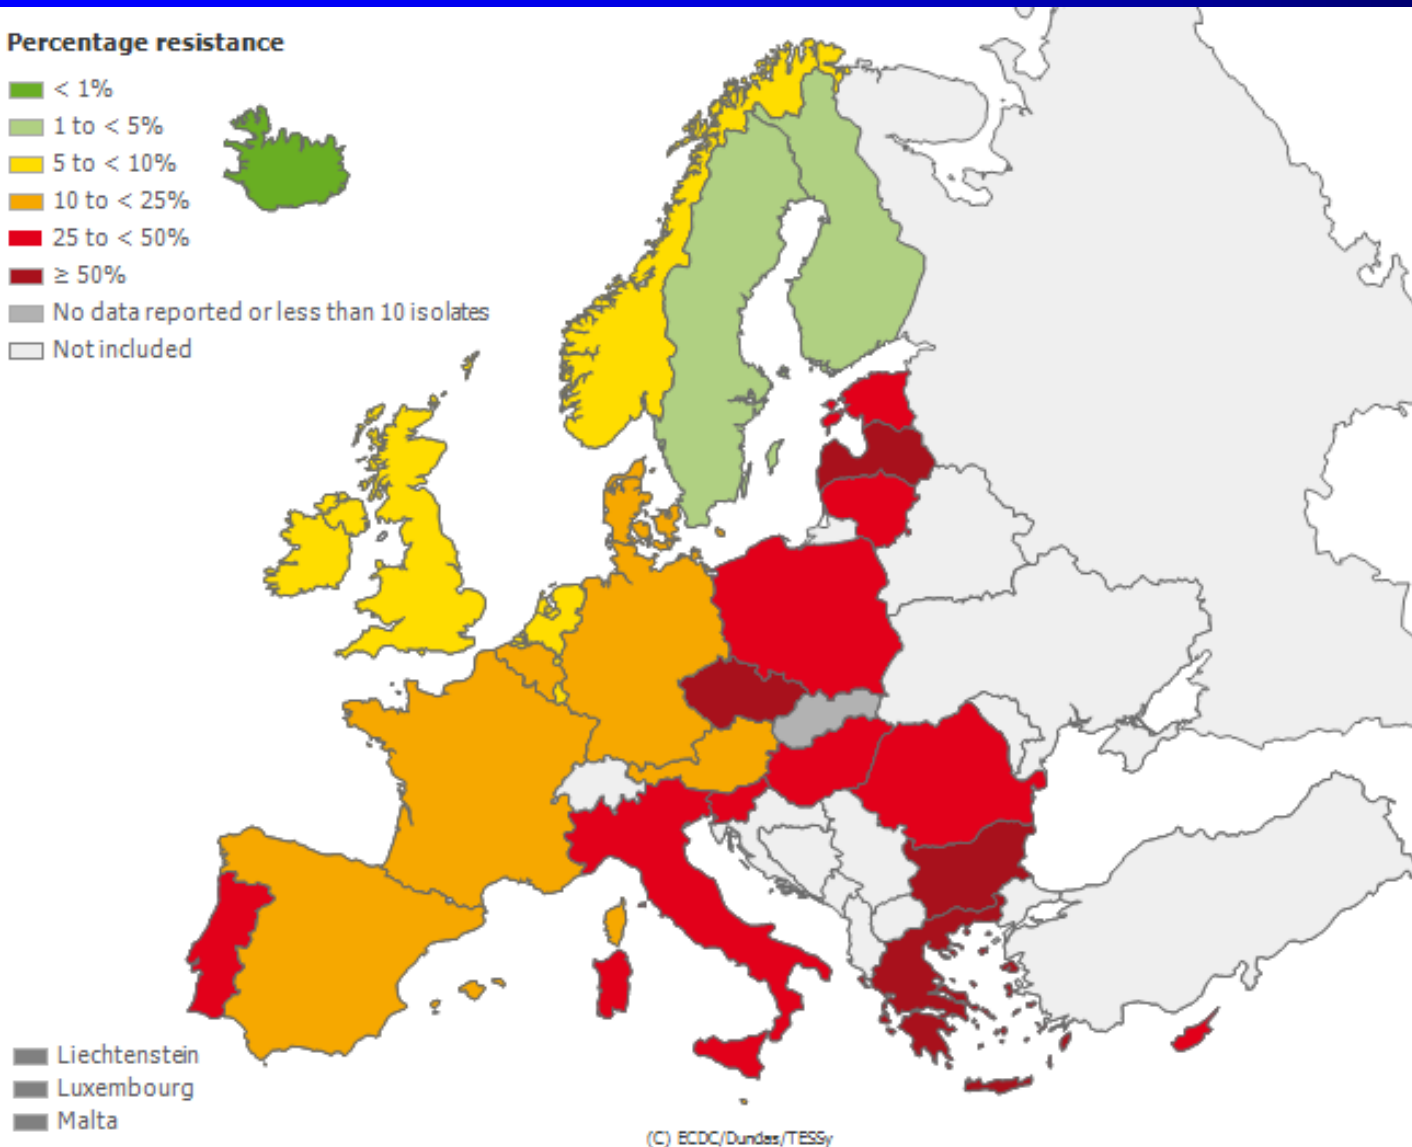 Percentage resistance
< 1%
1 to < 5%
5 to < 10%
10 to < 25%
25 to < 50%
≥ 50%
No data reported or less than 10 isolates
Not included
Liechtenstein
Luxembourg
Malta
(C) ECDC/Dundas/TESSy